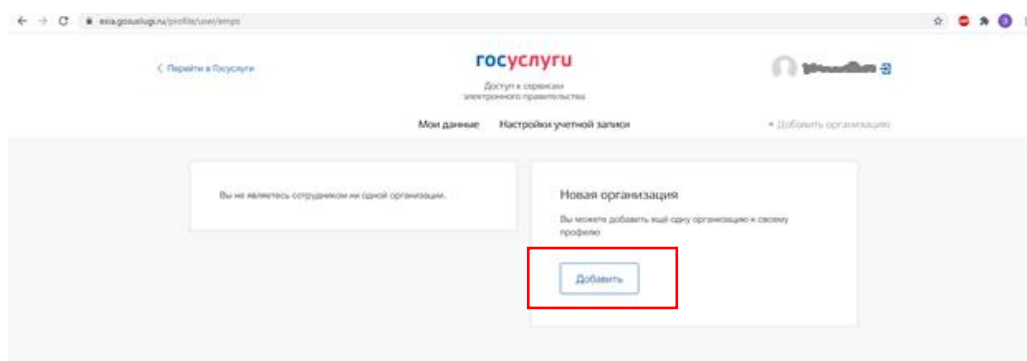 esia.gosuslugi.ru/profile/user/emps
Перейти в Госуслуги
госуслуги
Доступ к сервисам
электронного правительства
Мои данные Настройки учетной записи + Добавить организацию
Вы не являетесь сотрудником ни одной организации.
Новая организация
Вы можете добавить ещё одну организацию к своему
профилю
Добавить